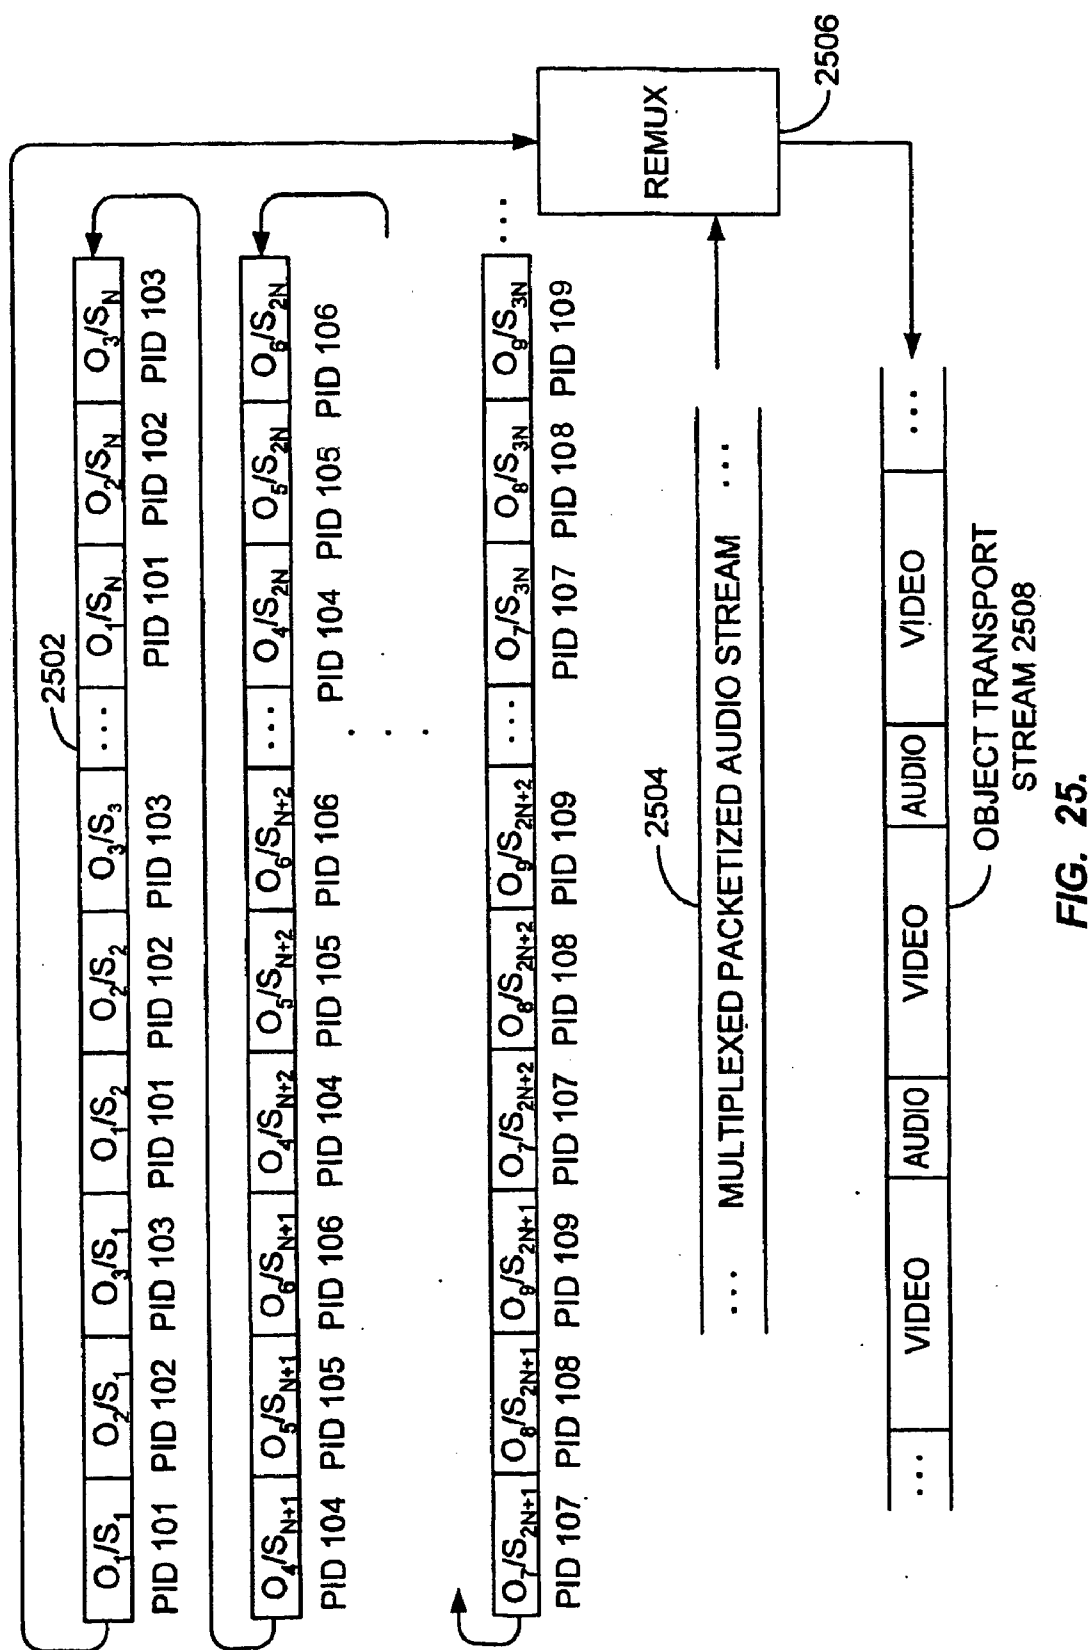 2502
O1/S1 O2/S1 O3/S1 O1/S2 O2/S2 O3/S3 ... O1/SN O2/SN O3/SN
PID 101 PID 102 PID 103 PID 101 PID 102 PID 103 PID 101 PID 102 PID 103
O4/SN+1 O5/SN+1 O6/SN+1 O4/SN+2 O5/SN+2 O6/SN+2 ... O4/S2N O5/S2N O6/S2N
PID 104 PID 105 PID 106 PID 104 PID 105 PID 106 PID 104 PID 105 PID 106
. . .
O7/S2N+1 O8/S2N+1 O9/S2N+1 O7/S2N+2 O8/S2N+2 O9/S2N+2 ... O7/S3N O8/S3N O9/S3N ...
PID 107 PID 108 PID 109 PID 107 PID 108 PID 109 PID 107 PID 108 PID 109
REMUX
2506
2504
... MULTIPLEXED PACKETIZED AUDIO STREAM ...
... VIDEO AUDIO VIDEO AUDIO VIDEO ...
OBJECT TRANSPORT
STREAM 2508
FIG. 25.